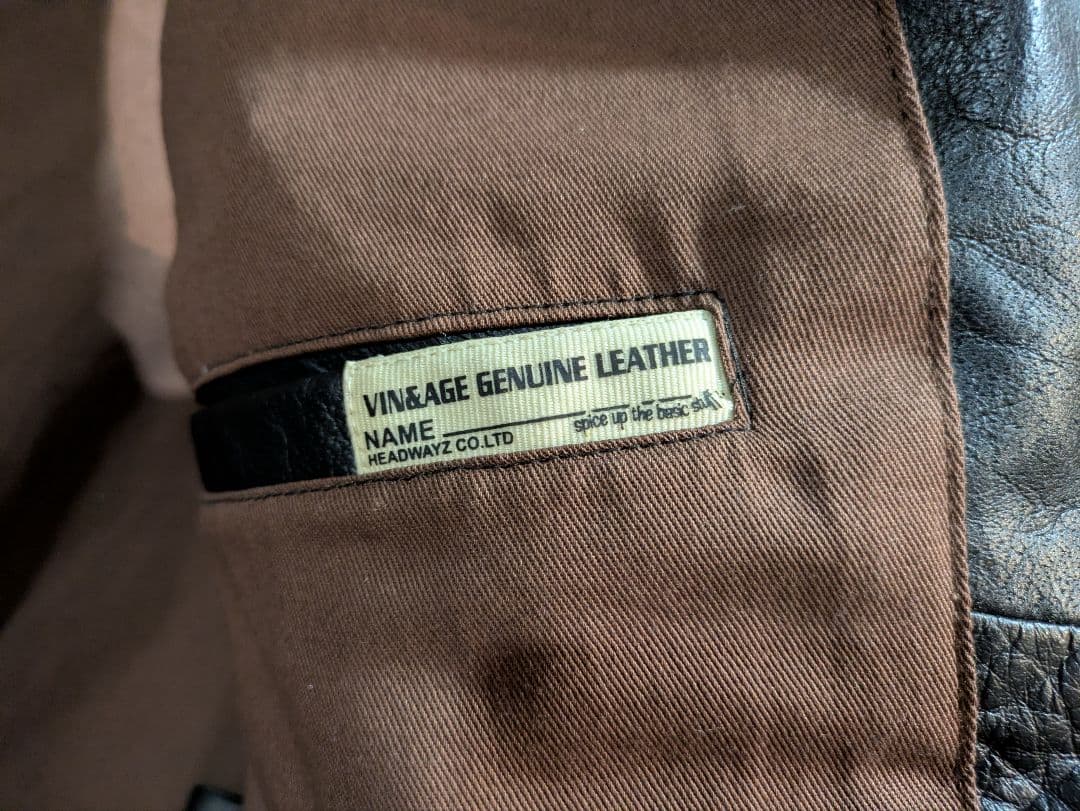 VIN&AGE GENUINE LEATHER
NAME
spice up the basic stuff
HEADWAYZ CO.LTD